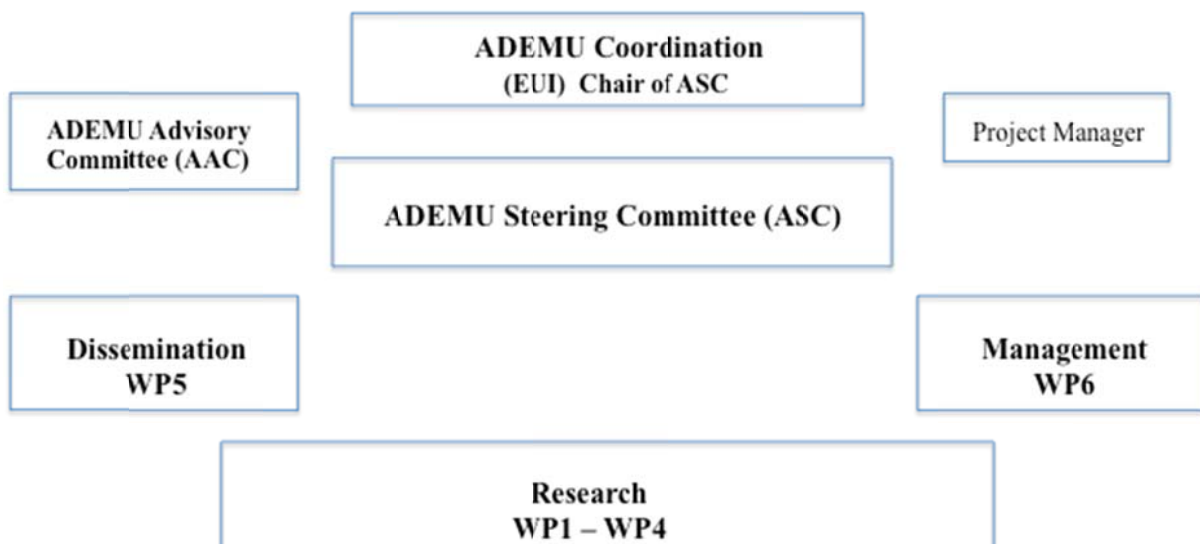 ADEMU Coordination
(EUI) Chair of ASC
ADEMU Advisory
Committee (AAC)
Project Manager
ADEMU Steering Committee (ASC)
Dissemination
WP5
Management
WP6
Research
WP1 – WP4